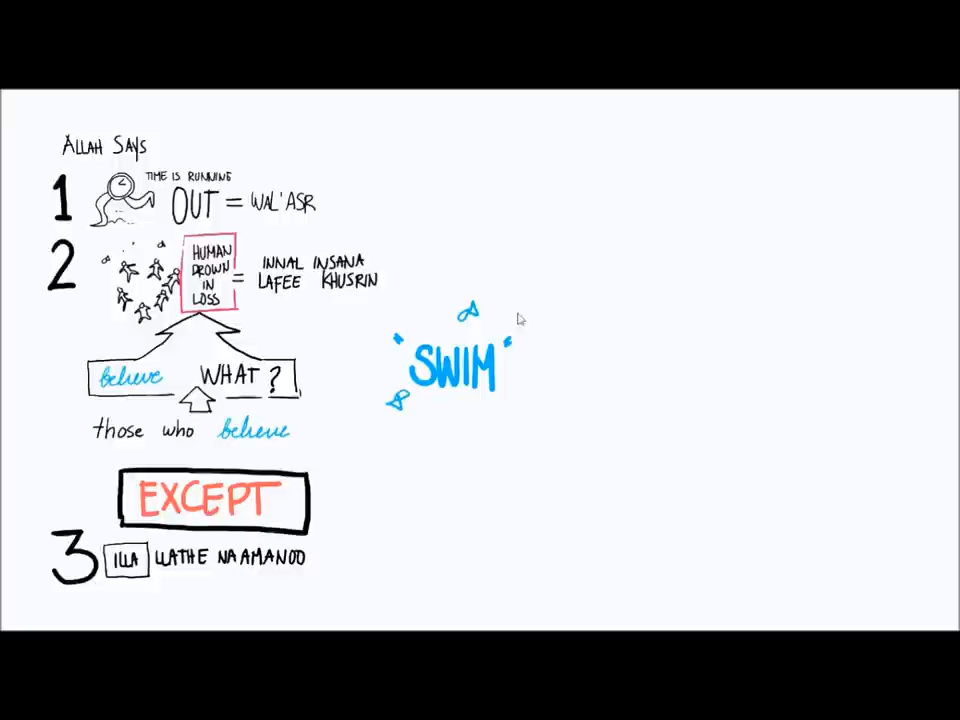 ALLAH SAYS
1 TIME IS RUNNING
OUT = WAL'ASR
2 HUMAN
DROWN
IN
LOSS
= INNAL INSANA
LAFEE KHUSRIN
believe WHAT?
those who believe
EXCEPT
3 ILLA LLATHE NA AMANOO
"SWIM"